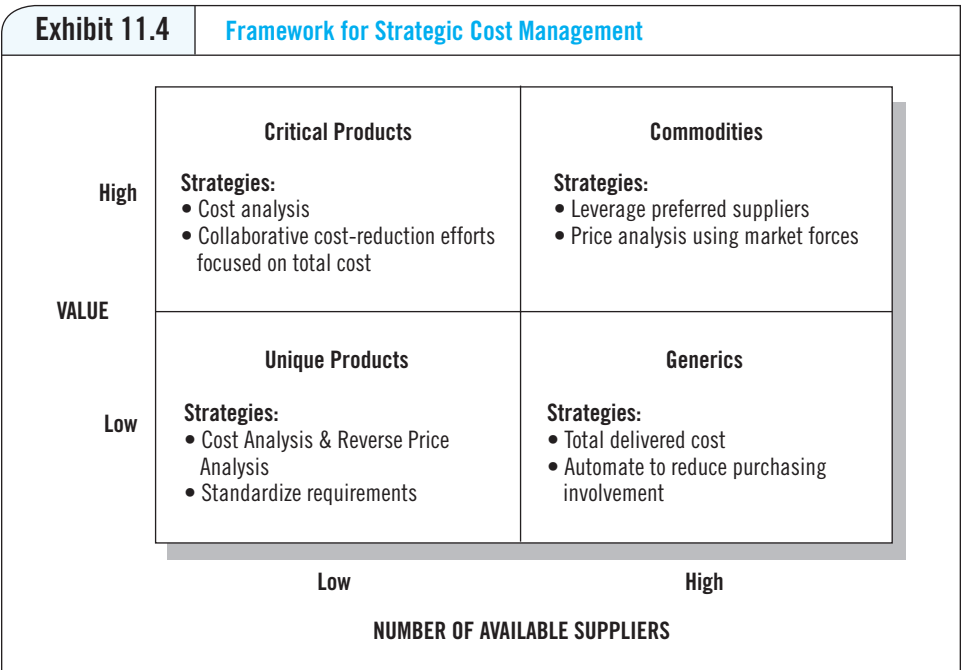 Exhibit 11.4
Framework for Strategic Cost Management
Critical Products
Strategies:
• Cost analysis
• Collaborative cost-reduction efforts
focused on total cost
Commodities
Strategies:
• Leverage preferred suppliers
• Price analysis using market forces
High
VALUE
Unique Products
Strategies:
• Cost Analysis & Reverse Price
Analysis
• Standardize requirements
Generics
Strategies:
• Total delivered cost
• Automate to reduce purchasing
involvement
Low
Low
High
NUMBER OF AVAILABLE SUPPLIERS